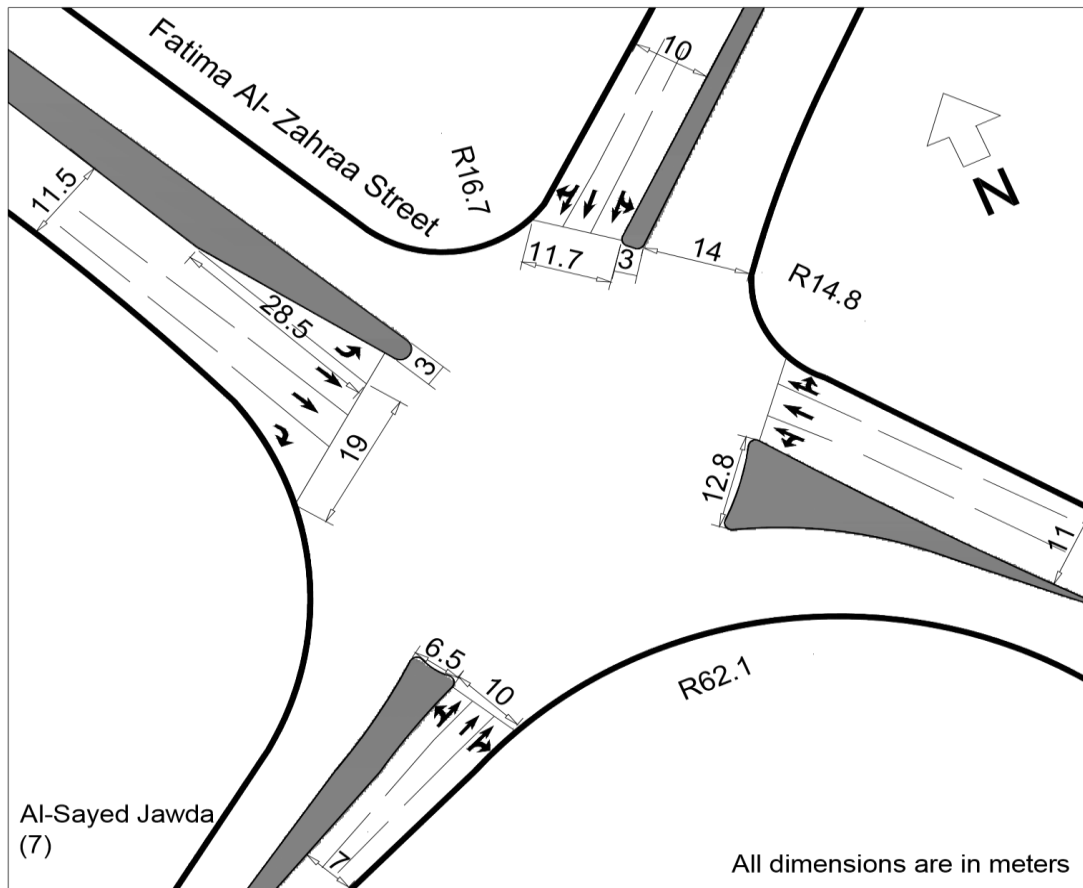 Fatima Al- Zahraa Street
R16.7
10
N
11.5
11.7
3
14
R14.8
28.5
3
19
12.8
11
6.5
10
R62.1
7
Al-Sayed Jawda
(7)
All dimensions are in meters